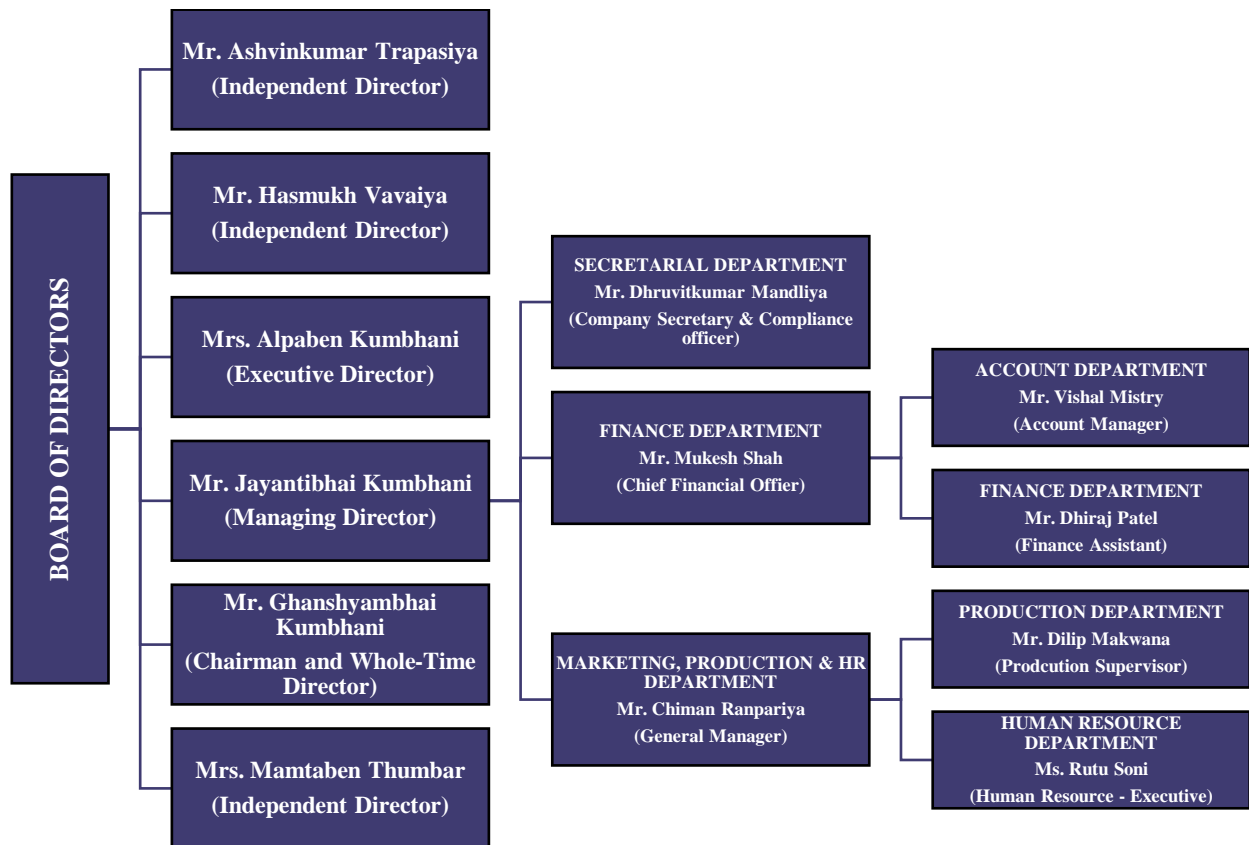 BOARD OF DIRECTORS
Mr. Ashvinkumar Trapasiya
(Independent Director)
Mr. Hasmukh Vavaiya
(Independent Director)
Mrs. Alpaben Kumbhani
(Executive Director)
Mr. Jayantibhai Kumbhani
(Managing Director)
Mr. Ghanshyambhai
Kumbhani
(Chairman and Whole-Time
Director)
Mrs. Mamtaben Thumbar
(Independent Director)
SECRETARIAL DEPARTMENT
Mr. Dhruvitkumar Mandliya
(Company Secretary & Compliance
officer)
FINANCE DEPARTMENT
Mr. Mukesh Shah
(Chief Financial Offier)
MARKETING, PRODUCTION & HR
DEPARTMENT
Mr. Chiman Ranpariya
(General Manager)
ACCOUNT DEPARTMENT
Mr. Vishal Mistry
(Account Manager)
FINANCE DEPARTMENT
Mr. Dhiraj Patel
(Finance Assistant)
PRODUCTION DEPARTMENT
Mr. Dilip Makwana
(Prodcution Supervisor)
HUMAN RESOURCE
DEPARTMENT
Ms. Rutu Soni
(Human Resource - Executive)